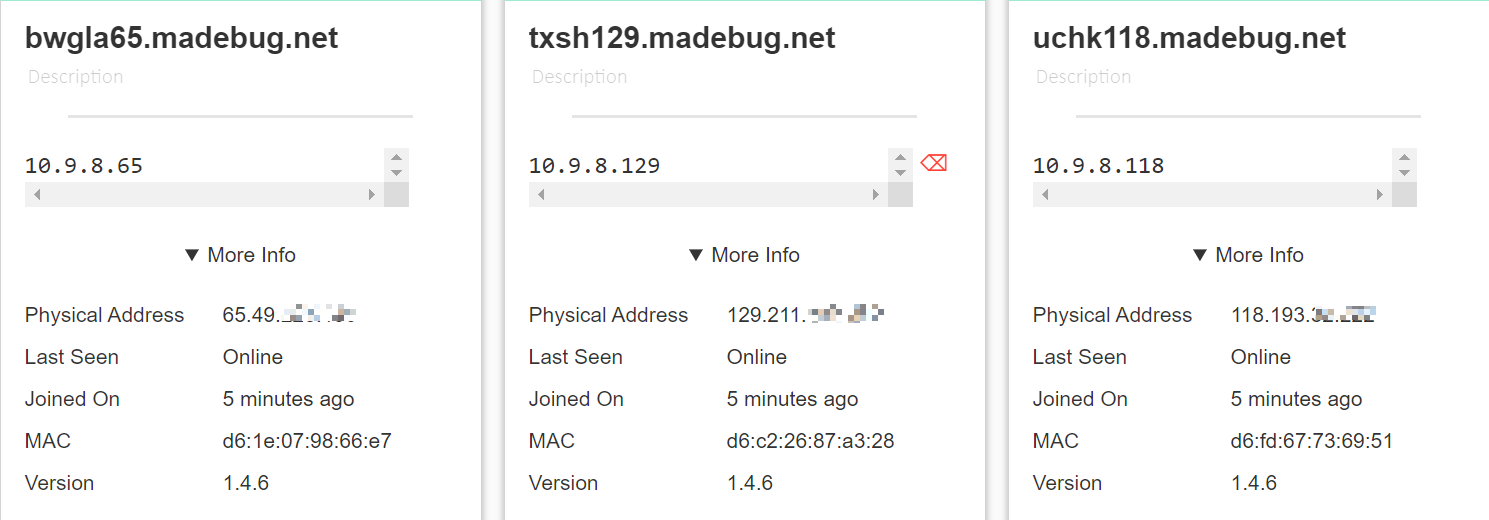 bwgla65.madebug.net
Description
10.9.8.65
▼ More Info
Physical Address 65.49.
Last Seen Online
Joined On 5 minutes ago
MAC d6:1e:07:98:66:e7
Version 1.4.6
txsh129.madebug.net
Description
10.9.8.129
▼ More Info
Physical Address 129.211.
Last Seen Online
Joined On 5 minutes ago
MAC d6:c2:26:87:a3:28
Version 1.4.6
uchk118.madebug.net
Description
10.9.8.118
▼ More Info
Physical Address 118.193.
Last Seen Online
Joined On 5 minutes ago
MAC d6:fd:67:73:69:51
Version 1.4.6